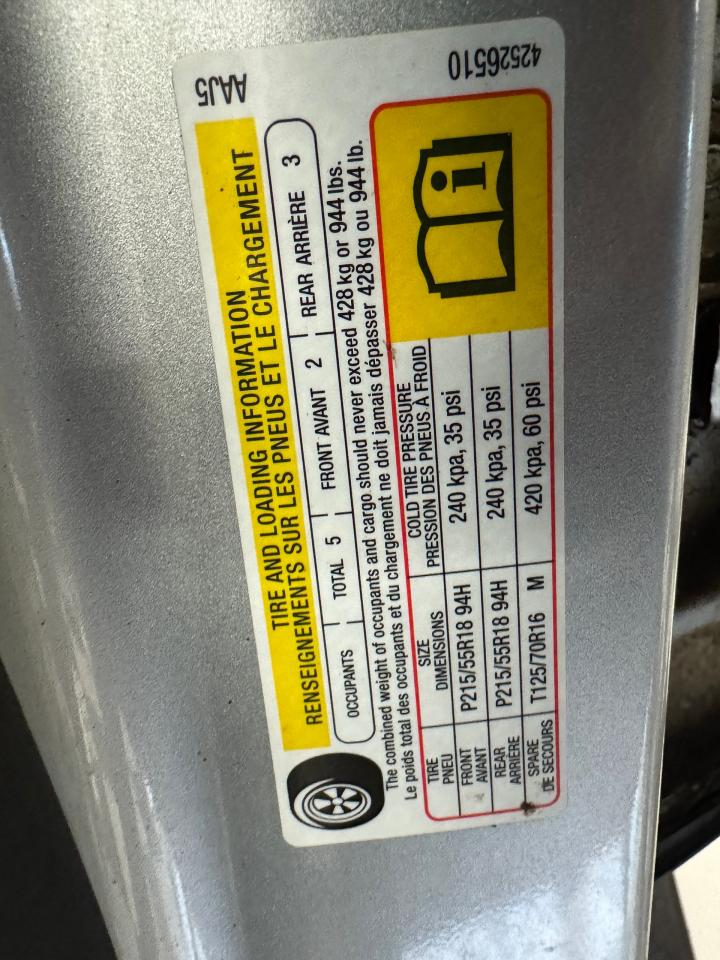 TIRE AND LOADING INFORMATION
RENSEIGNEMENTS SUR LES PNEUS ET LE CHARGEMENT
AAJ5
OCCUPANTS TOTAL 5 FRONT AVANT 2 REAR ARRIÈRE 3
The combined weight of occupants and cargo should never exceed 428 kg or 944 lbs.
Le poids total des occupants et du chargement ne doit jamais dépasser 428 kg ou 944 lb.
TIRE SIZE COLD TIRE PRESSURE
PNEU DIMENSIONS PRESSION DES PNEUS À FROID
FRONT
AVANT P215/55R18 94H 240 kpa, 35 psi
REAR
ARRIÈRE P215/55R18 94H 240 kpa, 35 psi
SPARE
DE SECOURS T125/70R16 M 420 kpa, 60 psi
42526510